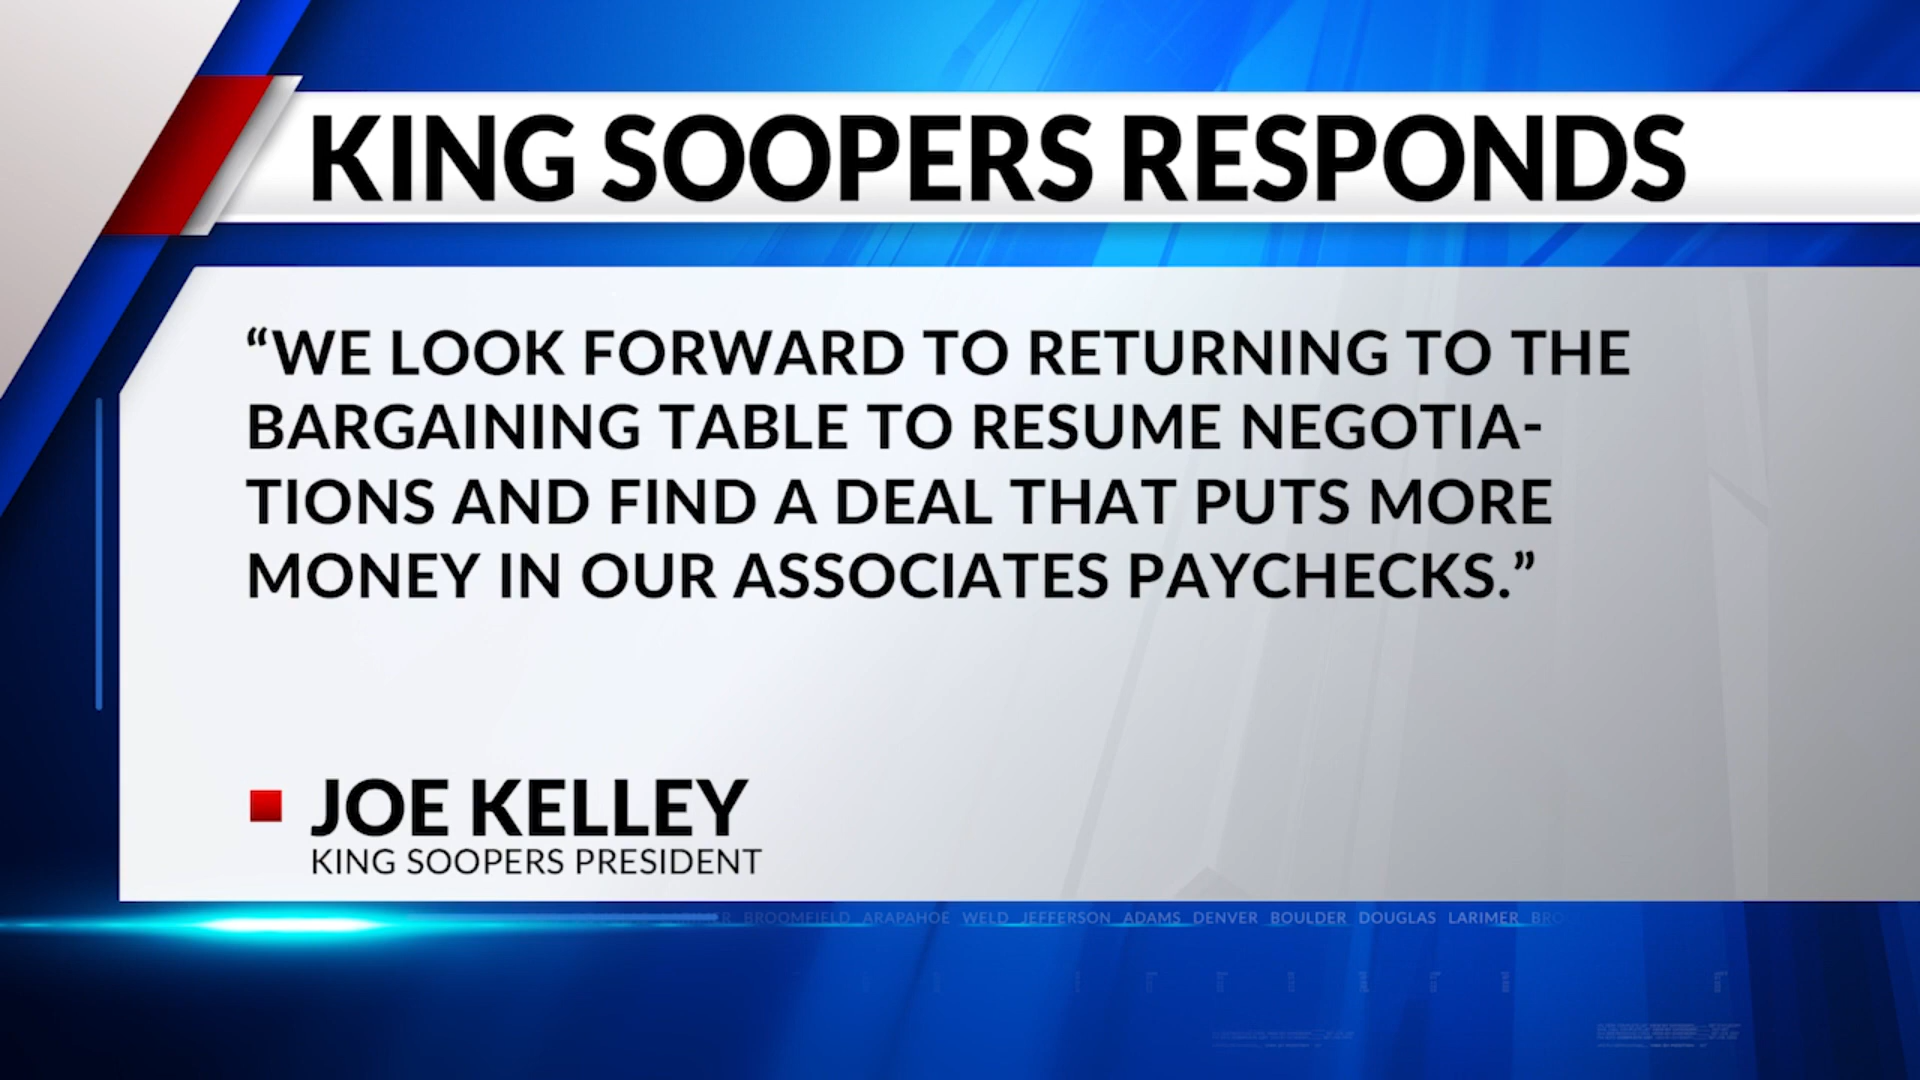 KING SOOPERS RESPONDS
“WE LOOK FORWARD TO RETURNING TO THE
BARGAINING TABLE TO RESUME NEGOTIA-
TIONS AND FIND A DEAL THAT PUTS MORE
MONEY IN OUR ASSOCIATES PAYCHECKS.”
JOE KELLEY
KING SOOPERS PRESIDENT
BROOMFIELD ARAPAHOE WELD JEFFERSON ADAMS DENVER BOULDER DOUGLAS LARIMER